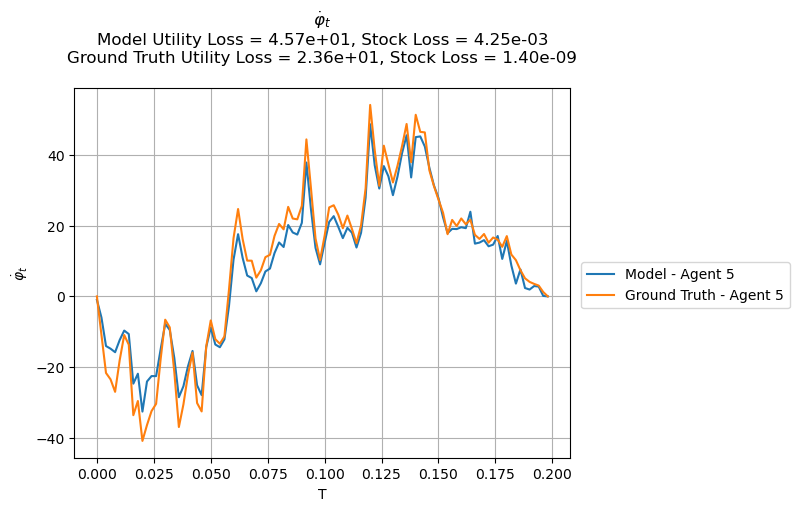 φ̇ₜ
Model Utility Loss = 4.57e+01, Stock Loss = 4.25e-03
Ground Truth Utility Loss = 2.36e+01, Stock Loss = 1.40e-09
40
20
0
−20
−40
φ̇ₜ
0.000 0.025 0.050 0.075 0.100 0.125 0.150 0.175 0.200
T
Model - Agent 5
Ground Truth - Agent 5